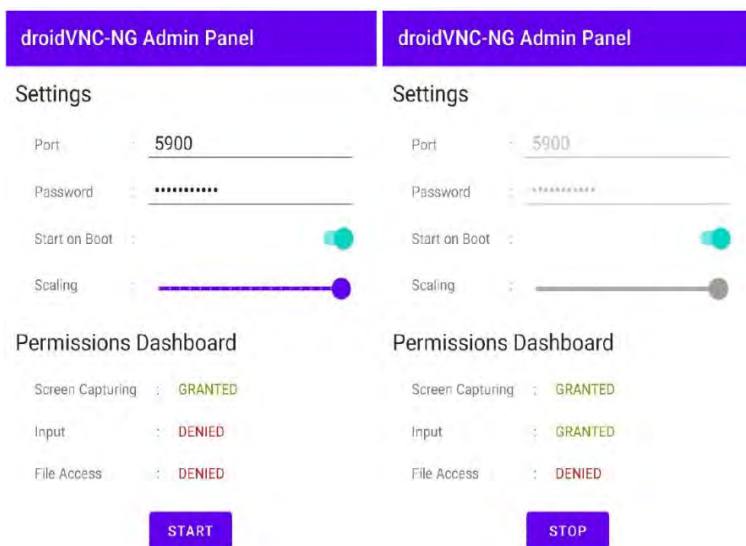 droidVNC-NG Admin Panel
Settings
Port : 5900
Password : •••••••••••
Start on Boot :
Scaling :
Permissions Dashboard
Screen Capturing : GRANTED
Input : DENIED
File Access : DENIED
START
droidVNC-NG Admin Panel
Settings
Port : 5900
Password : •••••••••••
Start on Boot :
Scaling :
Permissions Dashboard
Screen Capturing : GRANTED
Input : GRANTED
File Access : DENIED
STOP